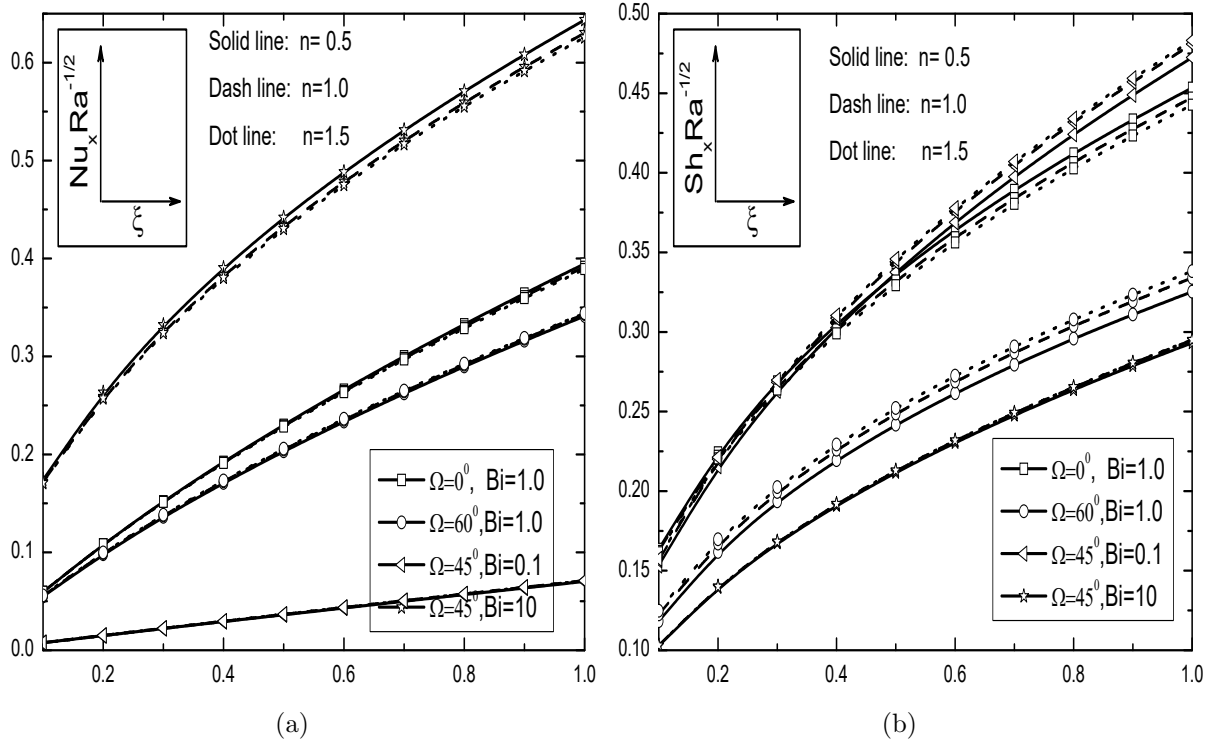 Nu_xRa^{-1/2}
ξ
Solid line: n= 0.5
Dash line: n=1.0
Dot line: n=1.5
0.6
0.5
0.4
0.3
0.2
0.1
0.0
Ω=0⁰, Bi=1.0
Ω=60⁰,Bi=1.0
Ω=45⁰,Bi=0.1
Ω=45⁰,Bi=10
0.2 0.4 0.6 0.8 1.0
(a)
Sh_xRa^{-1/2}
ξ
Solid line: n= 0.5
Dash line: n=1.0
Dot line: n=1.5
0.50
0.45
0.40
0.35
0.30
0.25
0.20
0.15
0.10
Ω=0⁰, Bi=1.0
Ω=60⁰,Bi=1.0
Ω=45⁰,Bi=0.1
Ω=45⁰,Bi=10
0.2 0.4 0.6 0.8 1.0
(b)